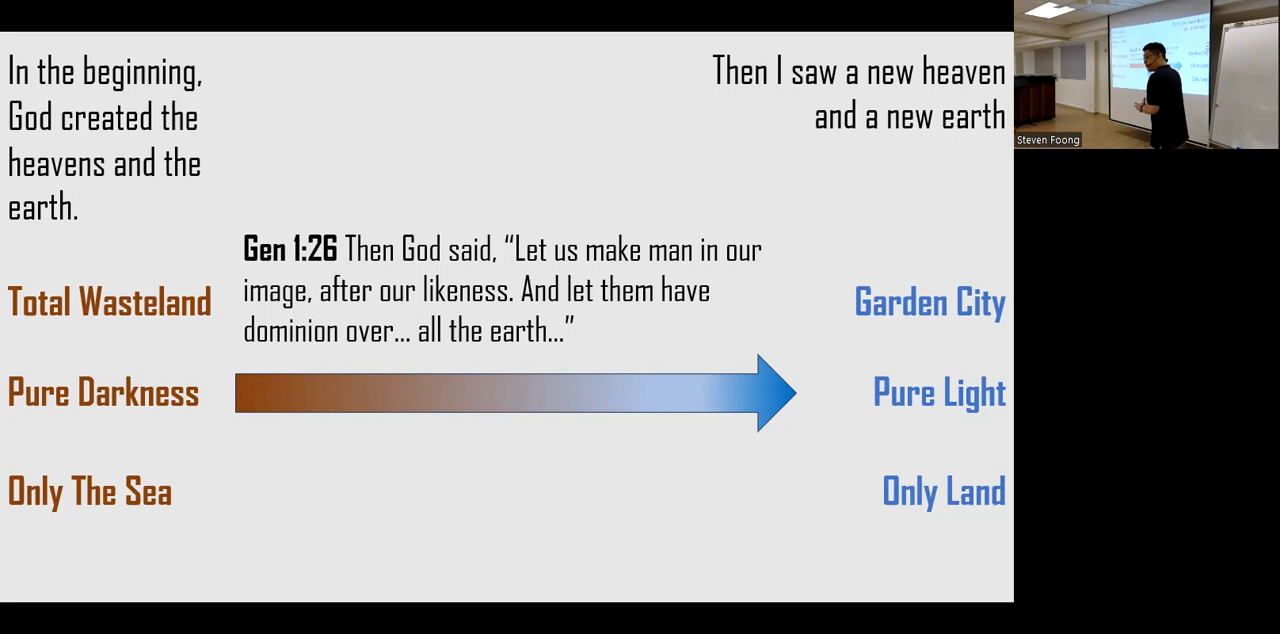 In the beginning,
God created the
heavens and the
earth.
Then I saw a new heaven
and a new earth
Gen 1:26 Then God said, “Let us make man in our
image, after our likeness. And let them have
dominion over... all the earth...”
Total Wasteland
Garden City
Pure Darkness
Pure Light
Only The Sea
Only Land
Steven Foong